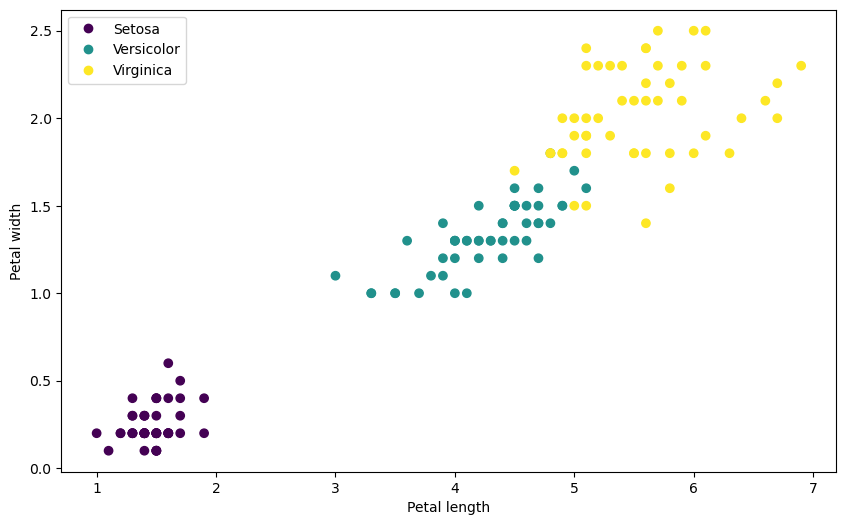 Setosa
Versicolor
Virginica
2.5
2.0
1.5
1.0
0.5
0.0
Petal width
1 2 3 4 5 6 7
Petal length